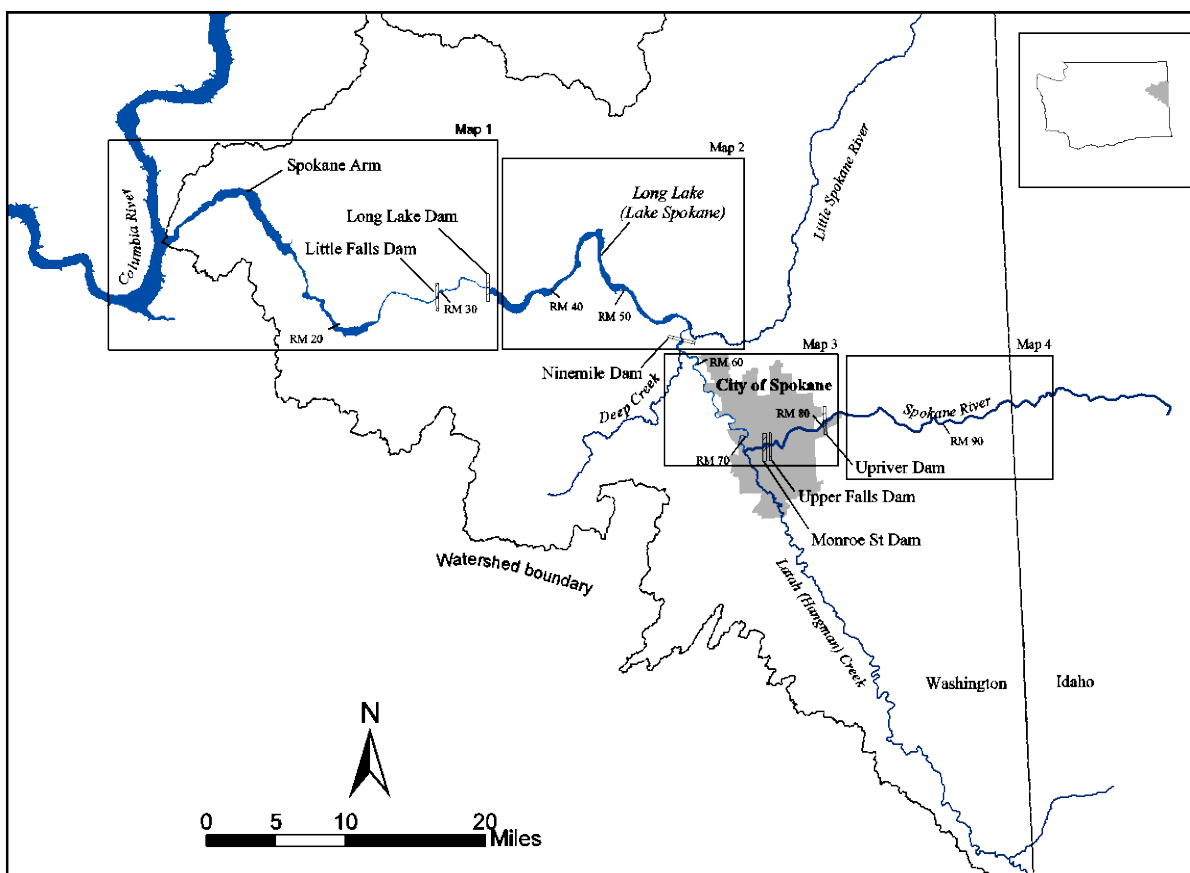 Map 1
Map 2
Spokane Arm
Columbia River
Long Lake Dam
Little Falls Dam
RM 20
RM 30
Long Lake
(Lake Spokane)
RM 40
RM 50
Little Spokane River
Ninemile Dam
Deep Creek
Map 3
Map 4
RM 60
City of Spokane
RM 80
RM 70
Spokane River
RM 90
Upriver Dam
Upper Falls Dam
Monroe St Dam
Watershed boundary
Latah (Hangman) Creek
Washington
Idaho
N
0 5 10 20
Miles